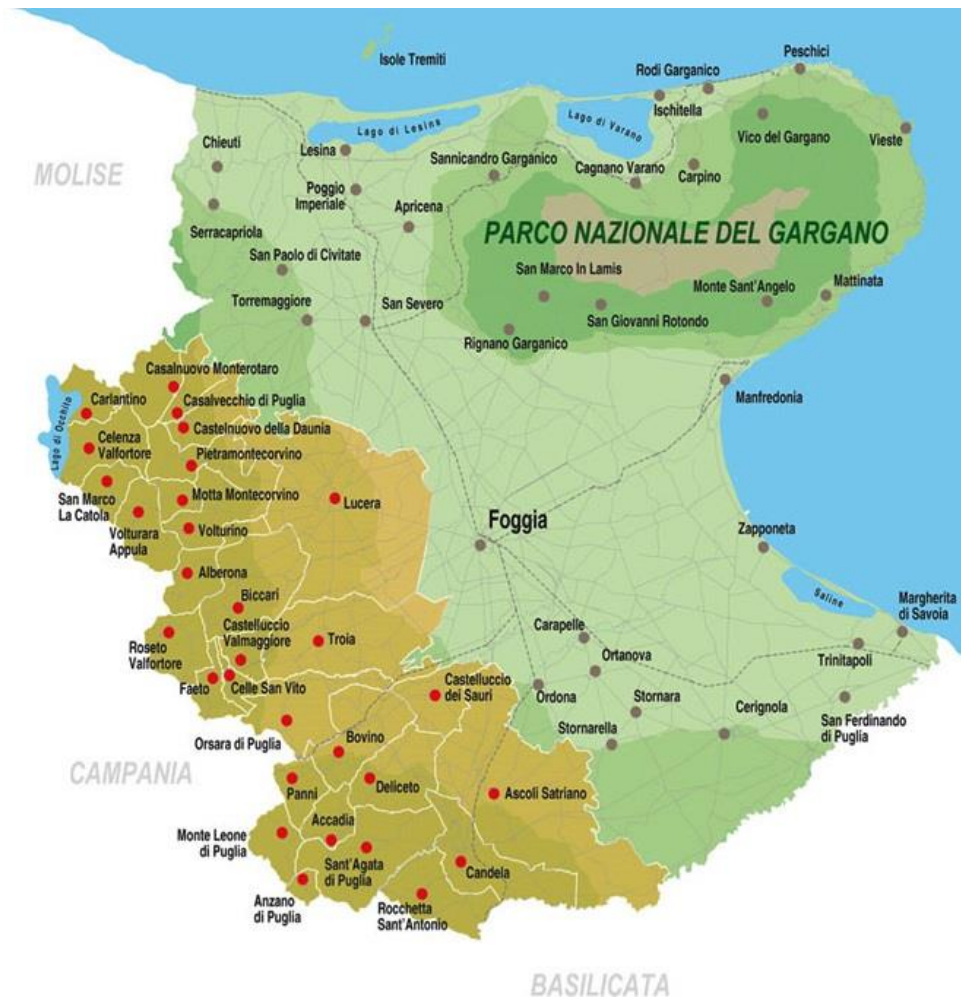 Isole Tremiti
Peschici
Rodi Garganico
Ischitella
Lago di Lesina
Lago di Varano
Vico del Gargano
Vieste
Chieuti
Lesina
Sannicandro Garganico
Cagnano Varano
Carpino
MOLISE
Poggio
Imperiale
Apricena
Serracapriola
PARCO NAZIONALE DEL GARGANO
San Paolo di Civitate
San Marco In Lamis
Monte Sant'Angelo
Mattinata
Torremaggiore
San Severo
San Giovanni Rotondo
Rignano Garganico
Casalnuovo Monterotaro
Manfredonia
Carlantino
Casalvecchio di Puglia
Lago di Occhito
Castelnuovo della Daunia
Celenza
Valfortore
Pietramontecorvino
San Marco
La Catola
Motta Montecorvino
Lucera
Volturara
Appula
Volturino
Foggia
Zapponeta
Alberona
Saline
Biccari
Margherita
di Savoia
Castelluccio
Valmaggiore
Troia
Carapelle
Roseto
Valfortore
Trinitapoli
Ortanova
Faeto
Celle San Vito
Castelluccio
dei Sauri
Ordona
Stornara
Cerignola
San Ferdinando
di Puglia
Orsara di Puglia
Bovino
Stornarella
CAMPANIA
Panni
Deliceto
Ascoli Satriano
Accadia
Monte Leone
di Puglia
Sant'Agata
di Puglia
Candela
Anzano
di Puglia
Rocchetta
Sant'Antonio
BASILICATA